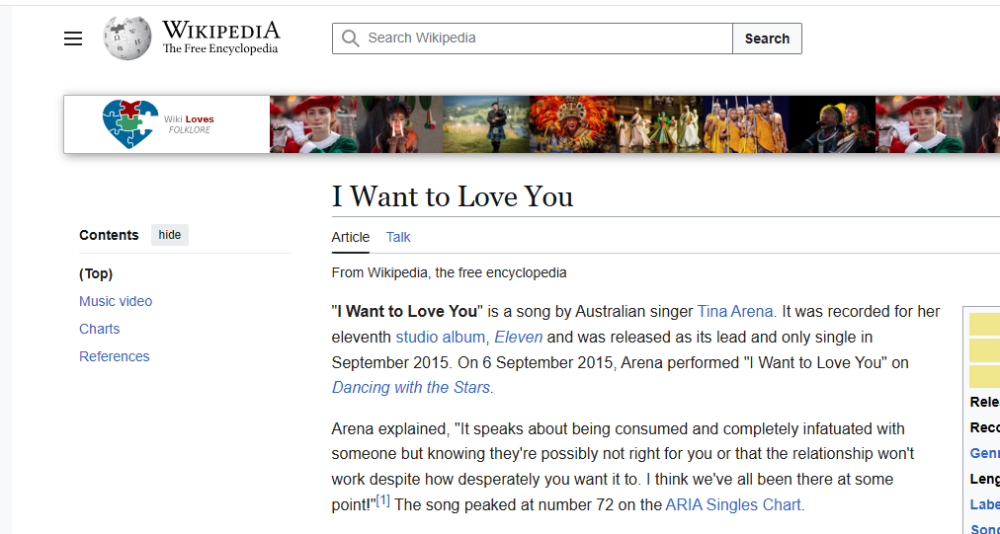 WIKIPEDIA
The Free Encyclopedia
Search Wikipedia
Search
Wiki Loves
FOLKLORE
I Want to Love You
Contents hide
(Top)
Music video
Charts
References
Article Talk
From Wikipedia, the free encyclopedia
"I Want to Love You" is a song by Australian singer Tina Arena. It was recorded for her
eleventh studio album, Eleven and was released as its lead and only single in
September 2015. On 6 September 2015, Arena performed "I Want to Love You" on
Dancing with the Stars.
Arena explained, "It speaks about being consumed and completely infatuated with
someone but knowing they're possibly not right for you or that the relationship won't
work despite how desperately you want it to. I think we've all been there at some
point!"[1] The song peaked at number 72 on the ARIA Singles Chart.
Rele
Reco
Genr
Leng
Labe
Song